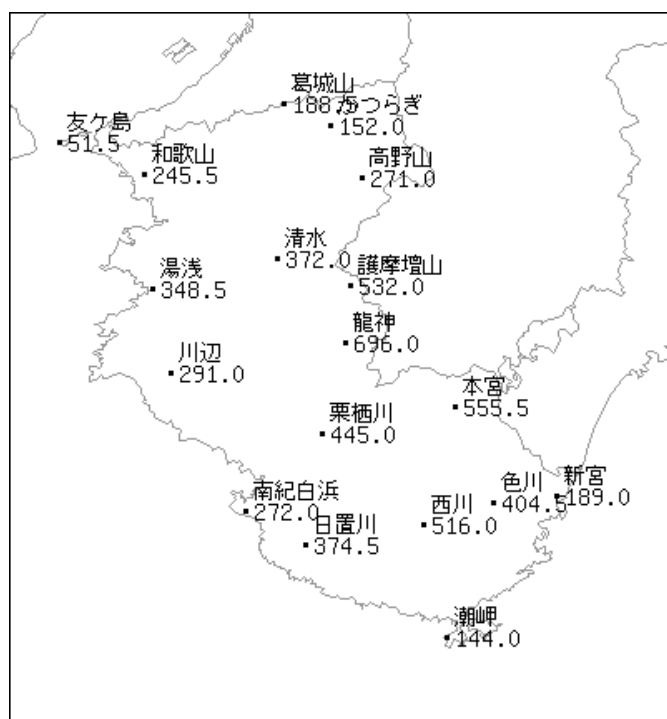 葛城山
188.5
かつらぎ
152.0
友ケ島
51.5
和歌山
245.5
高野山
271.0
清水
372.0
護摩壇山
532.0
湯浅
348.5
龍神
696.0
川辺
291.0
本宮
555.5
栗栖川
445.0
新宮
189.0
色川
404.5
南紀白浜
272.0
西川
516.0
日置川
374.5
潮岬
144.0